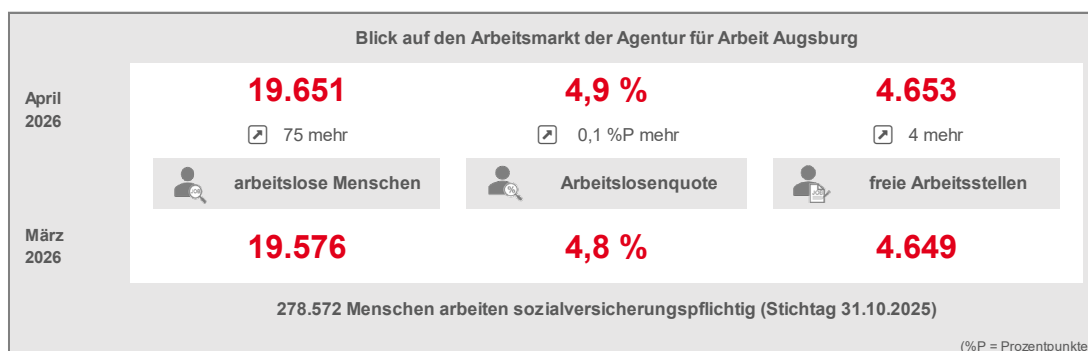 Blick auf den Arbeitsmarkt der Agentur für Arbeit Augsburg
April
2026
19.651
4,9 %
4.653
75 mehr
0,1 %P mehr
4 mehr
JOB
arbeitslose Menschen
%
Arbeitslosenquote
JOB
freie Arbeitsstellen
März
2026
19.576
4,8 %
4.649
278.572 Menschen arbeiten sozialversicherungspflichtig (Stichtag 31.10.2025)
(%P = Prozentpunkte